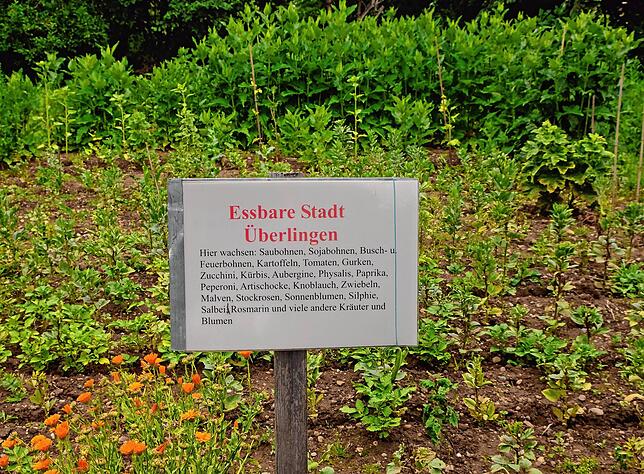 Essbare Stadt
Überlingen
Hier wachsen: Saubohnen, Sojabohnen, Busch- u.
Feuerbohnen, Kartoffeln, Tomaten, Gurken,
Zucchini, Kürbis, Aubergine, Physalis, Paprika,
Peperoni, Artischocke, Knoblauch, Zwiebeln,
Malven, Stockrosen, Sonnenblumen, Silphie,
Salbei, Rosmarin und viele andere Kräuter und
Blumen